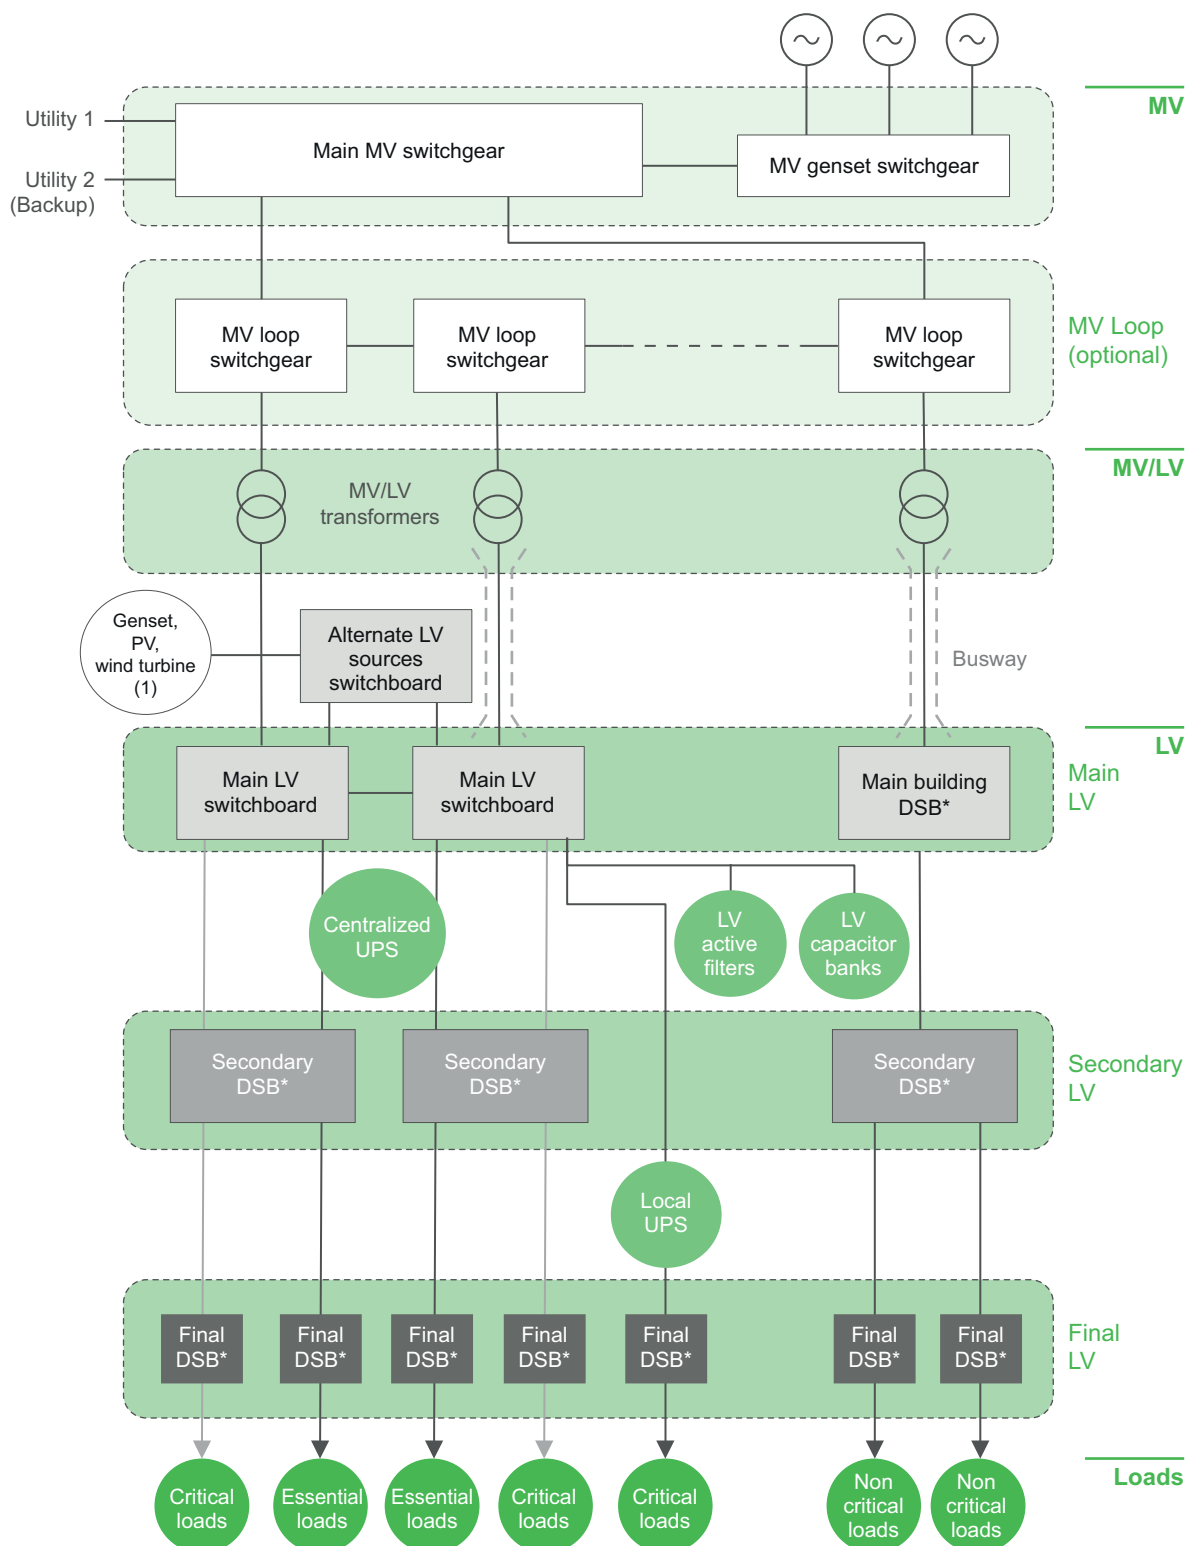 MV
Utility 1
Main MV switchgear
MV genset switchgear
Utility 2
(Backup)
MV loop
switchgear
MV loop
switchgear
MV loop
switchgear
MV Loop
(optional)
MV/LV
MV/LV
transformers
Genset,
PV,
wind turbine
(1)
Alternate LV
sources
switchboard
Busway
LV
Main LV
switchboard
Main LV
switchboard
Main building
DSB*
Main
LV
Centralized
UPS
LV
active
filters
LV
capacitor
banks
Secondary
DSB*
Secondary
DSB*
Secondary
DSB*
Secondary
LV
Local
UPS
Final
DSB*
Final
DSB*
Final
DSB*
Final
DSB*
Final
DSB*
Final
DSB*
Final
DSB*
Final
LV
Loads
Critical
loads
Essential
loads
Essential
loads
Critical
loads
Critical
loads
Non
critical
loads
Non
critical
loads